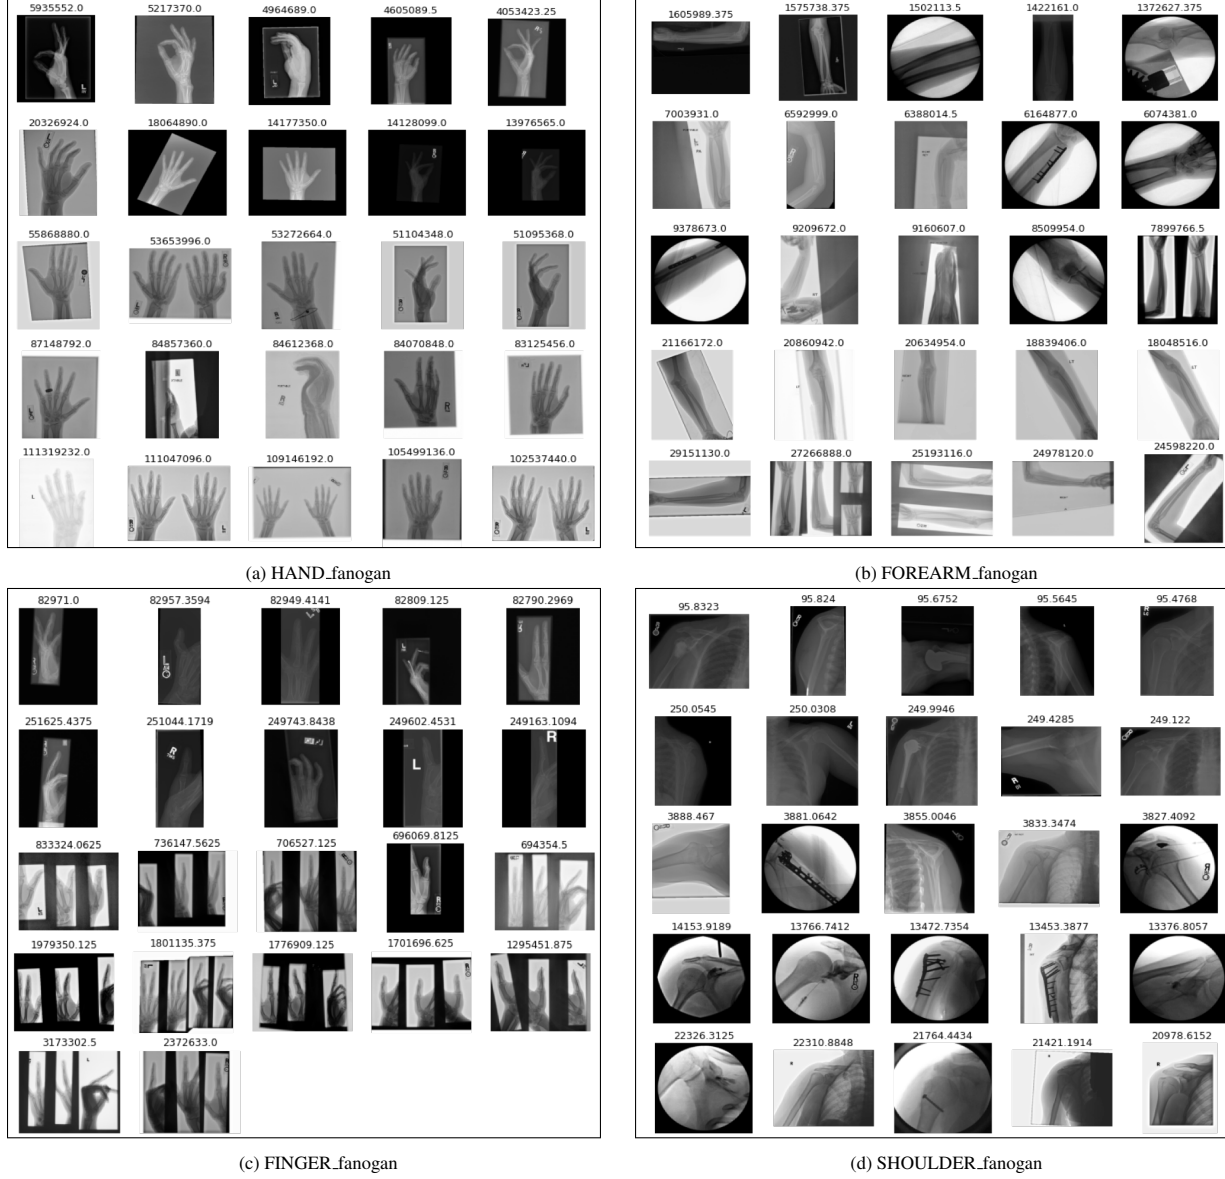 5935552.0 5217370.0 4964689.0 4605089.5 4053423.25
20326924.0 18064890.0 14177350.0 14128099.0 13976565.0
55868880.0 53653996.0 53272664.0 51104348.0 51095368.0
87148792.0 84857360.0 84612368.0 84070848.0 83125456.0
111319232.0 111047096.0 109146192.0 105499136.0 102537440.0
(a) HAND_fanogan
1605989.375 1575738.375 1502113.5 1422161.0 1372627.375
7003931.0 6592999.0 6388014.5 6164877.0 6074381.0
9378673.0 9209672.0 9160607.0 8509954.0 7899766.5
21166172.0 20860942.0 20634954.0 18839406.0 18048516.0
29151130.0 27266888.0 25193116.0 24978120.0 24598220.0
(b) FOREARM_fanogan
82971.0 82957.3594 82949.4141 82809.125 82790.2969
251625.4375 251044.1719 249743.8438 249602.4531 249163.1094
R
L
R
833324.0625 736147.5625 706527.125 696069.8125 694354.5
1979350.125 1801135.375 1776909.125 1701696.625 1295451.875
3173302.5 2372633.0
(c) FINGER_fanogan
95.8323 95.824 95.6752 95.5645 95.4768
250.0545 250.0308 249.9946 249.4285 249.122
R
3888.467 3881.0642 3855.0046 3833.3474 3827.4092
14153.9189 13766.7412 13472.7354 13453.3877 13376.8057
22326.3125 22310.8848 21764.4434 21421.1914 20978.6152
R
(d) SHOULDER_fanogan